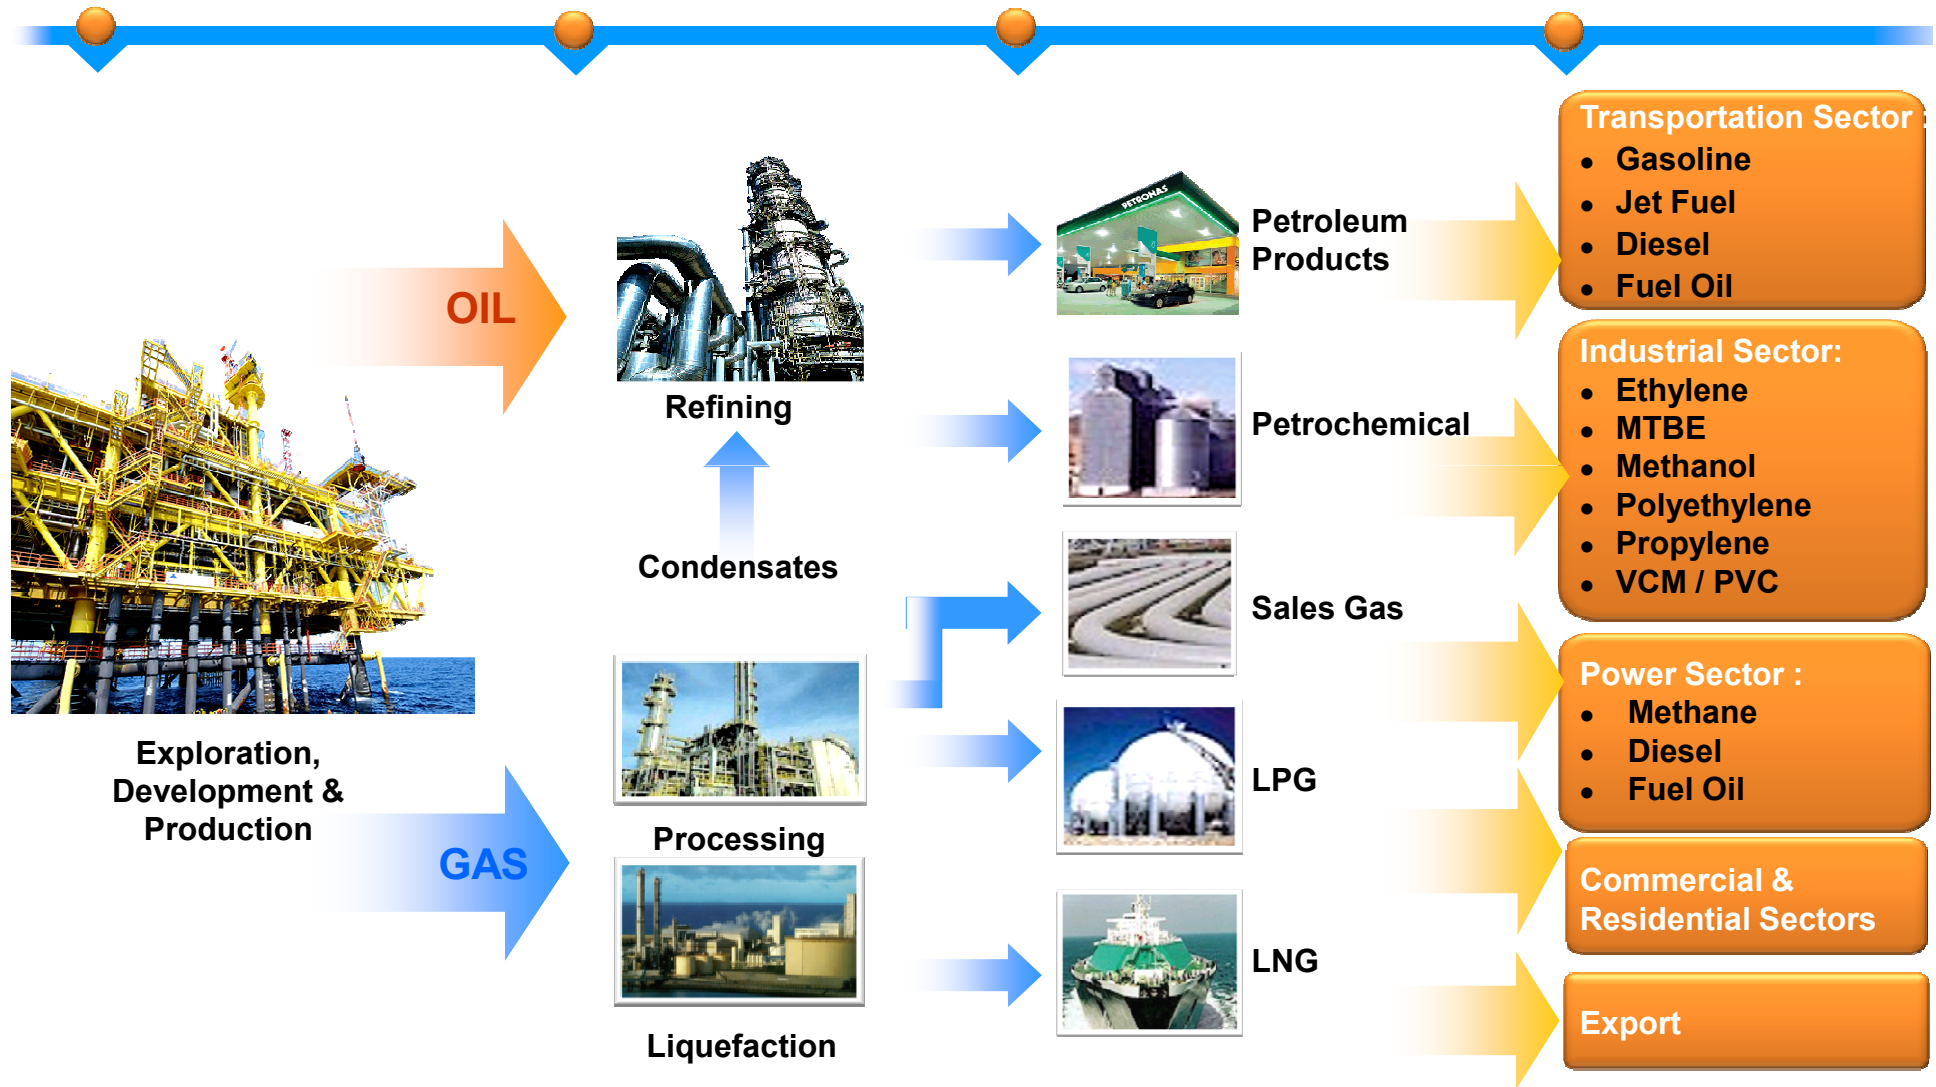 OIL
GAS
Exploration,
Development &
Production
Refining
Condensates
Processing
Liquefaction
PETRONAS
Petroleum
Products
Petrochemical
Sales Gas
LPG
LNG
Transportation Sector :
• Gasoline
• Jet Fuel
• Diesel
• Fuel Oil
Industrial Sector:
• Ethylene
• MTBE
• Methanol
• Polyethylene
• Propylene
• VCM / PVC
Power Sector :
• Methane
• Diesel
• Fuel Oil
Commercial &
Residential Sectors
Export